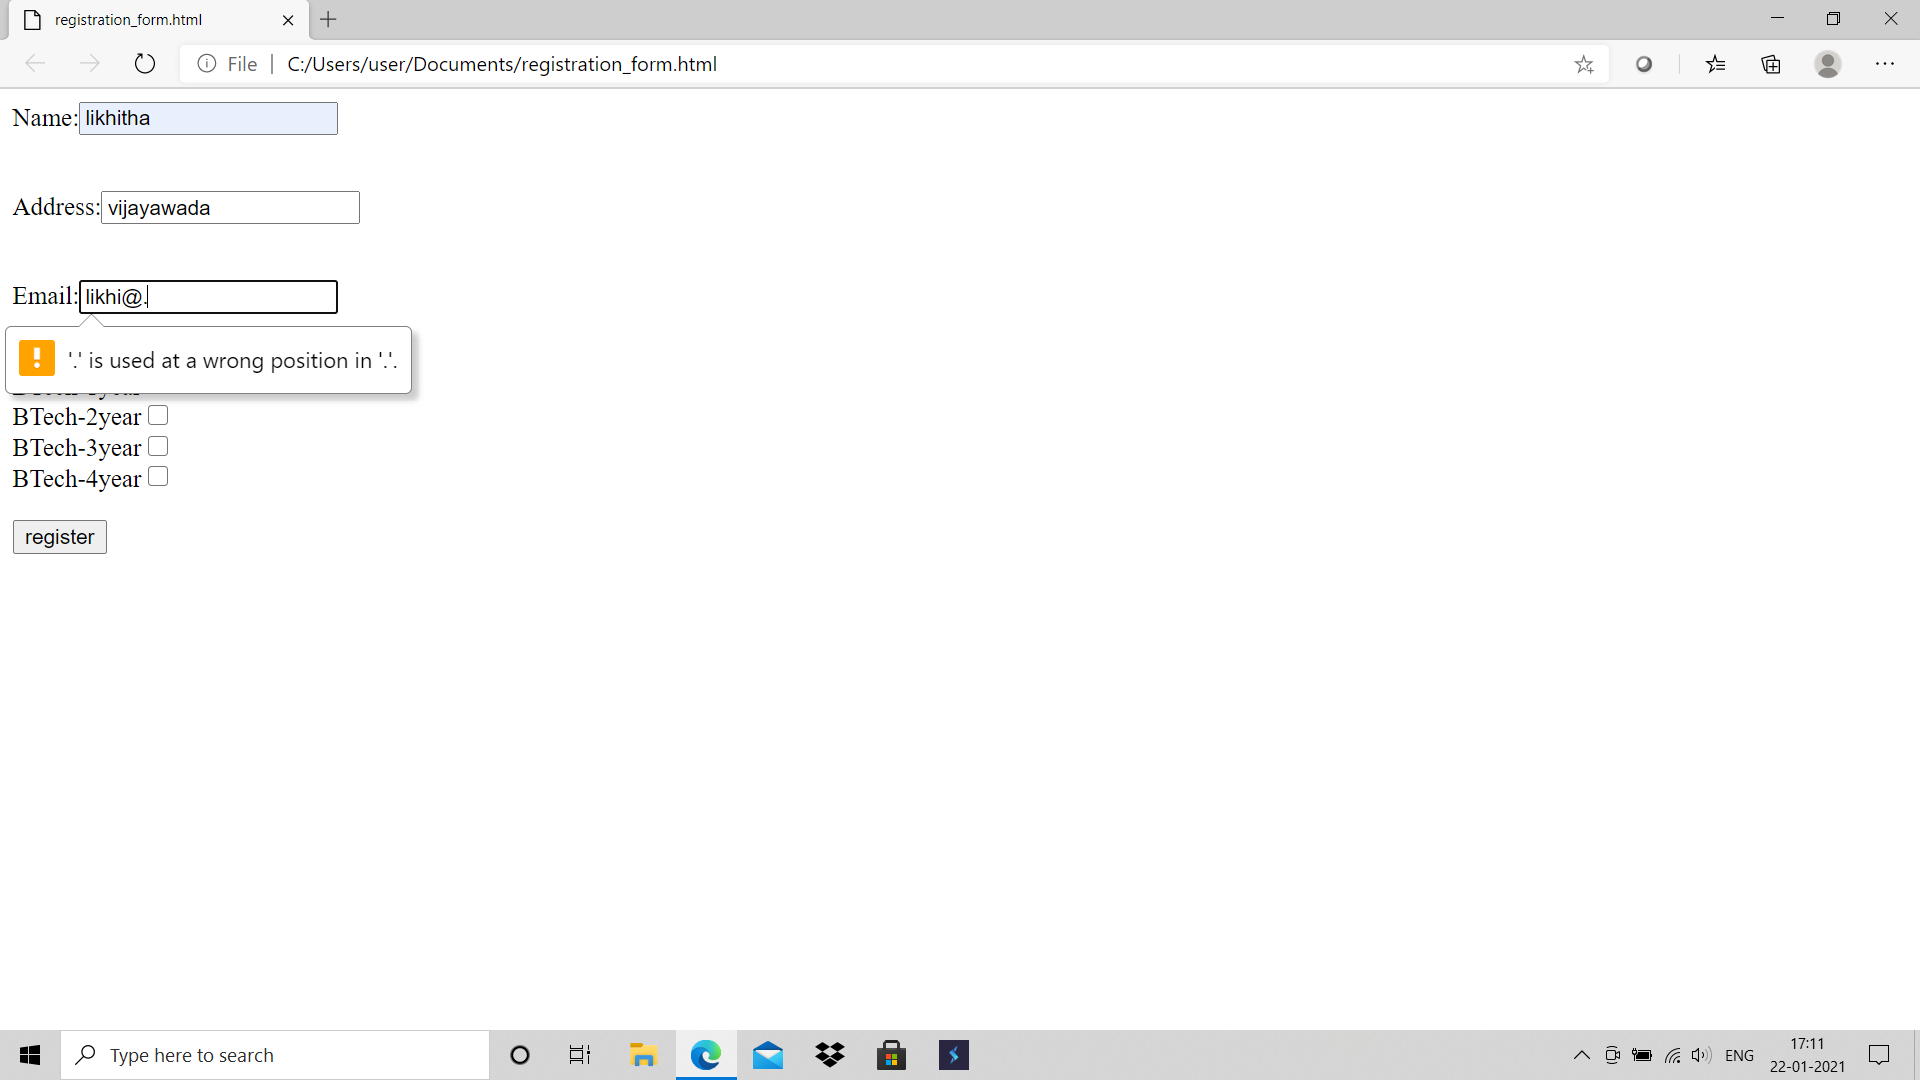 registration_form.html
File
C:/Users/user/Documents/registration_form.html
Name: likhitha
Address: vijayawada
Email: likhi@.
'.' is used at a wrong position in '.'.
BTech-2year
BTech-3year
BTech-4year
register
Type here to search
ENG
17:11
22-01-2021